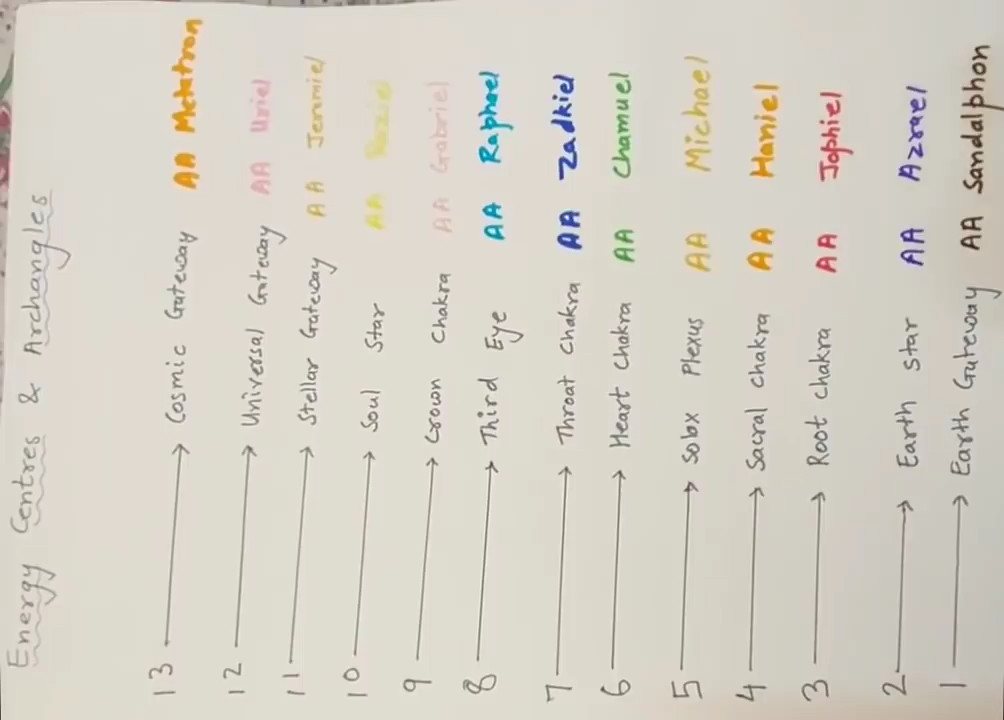 Energy Centres & Archangles
13 → Cosmic Gateway AA Metatron
12 → Universal Gateway AA Uriel
11 → Stellar Gateway AA Jeremiel
10 → Soul Star AA Raziel
9 → Crown Chakra AA Gabriel
8 → Third Eye AA Raphael
7 → Throat Chakra AA Zadkiel
6 → Heart Chakra AA Chamuel
5 → Solar Plexus AA Michael
4 → Sacral Chakra AA Haniel
3 → Root Chakra AA Jophiel
2 → Earth Star AA Azrael
1 → Earth Gateway AA Sandalphon